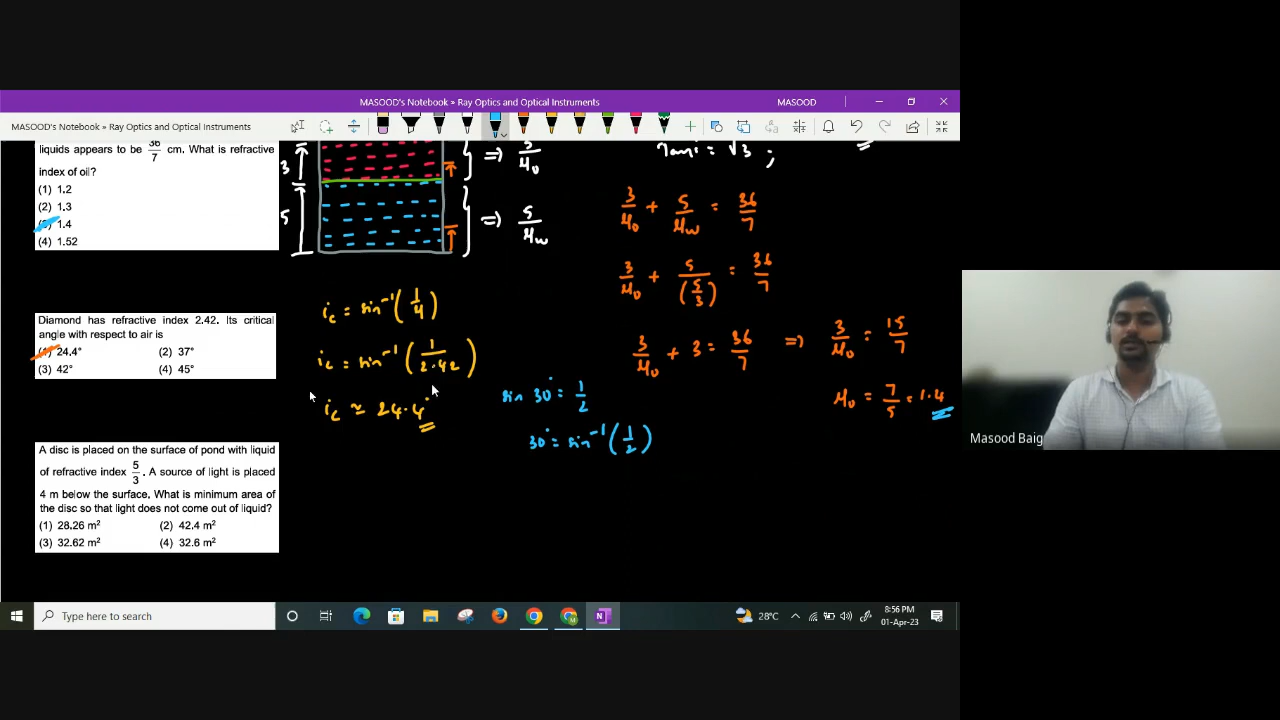 MASOOD's Notebook » Ray Optics and Optical Instruments
MASOOD
MASOOD's Notebook » Ray Optics and Optical Instruments
liquids appears to be 36/7 cm. What is refractive
index of oil?
(1) 1.2
(2) 1.3
1.4
(4) 1.52
3
5
⇒ 3/μo
⇒ 5/μw
tan i = √3 ;
3/μo + 5/μw = 36/7
3/μo + 5/(5/3) = 36/7
3/μo + 3 = 36/7 ⇒ 3/μo = 15/7
μo = 7/5 = 1.4
Diamond has refractive index 2.42. Its critical
angle with respect to air is
(1) 24.4° (2) 37°
(3) 42° (4) 45°
ic = sin⁻¹(1/μ)
ic = sin⁻¹(1/2.42)
ic ≃ 24.4°
sin 30° = 1/2
30° = sin⁻¹(1/2)
A disc is placed on the surface of pond with liquid
of refractive index 5/3. A source of light is placed
4 m below the surface. What is minimum area of
the disc so that light does not come out of liquid?
(1) 28.26 m² (2) 42.4 m²
(3) 32.62 m² (4) 32.6 m²
Masood Baig
Type here to search
28°C
8:56 PM
01-Apr-23